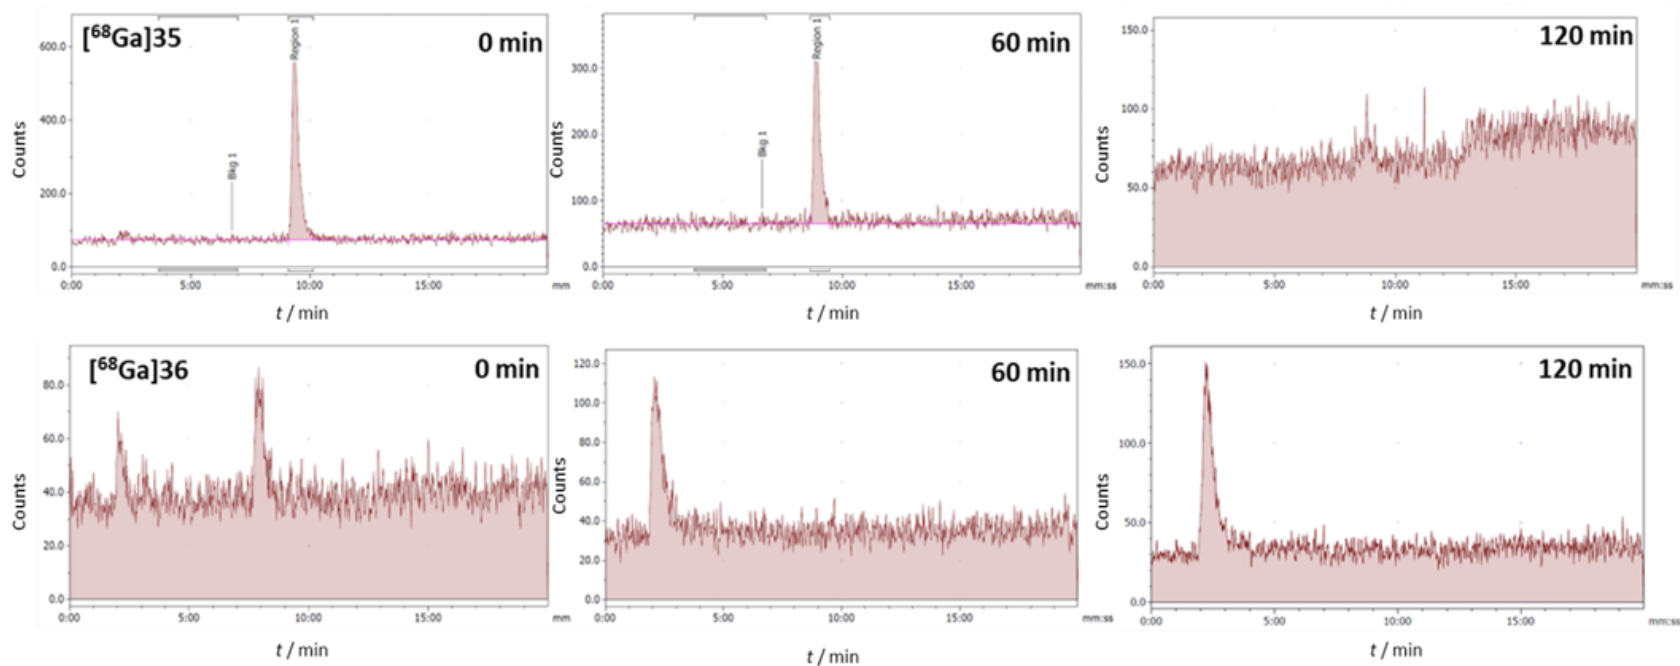 [⁶⁸Ga]35
0 min
Counts
600.0
400.0
200.0
0.0
Bkg 1
Region 1
0:00
5:00
10:00
15:00
mm
t / min
60 min
Counts
300.0
200.0
100.0
0.0
Bkg 1
Region 1
0:00
5:00
10:00
15:00
mm:ss
t / min
120 min
Counts
150.0
100.0
50.0
0.0
0:00
5:00
10:00
15:00
mm:ss
t / min
[⁶⁸Ga]36
0 min
Counts
80.0
60.0
40.0
20.0
0.0
0:00
5:00
10:00
15:00
mm
t / min
60 min
Counts
120.0
100.0
80.0
60.0
40.0
20.0
0.0
0:00
5:00
10:00
15:00
mm:ss
t / min
120 min
Counts
150.0
100.0
50.0
0.0
0:00
5:00
10:00
15:00
mm:ss
t / min